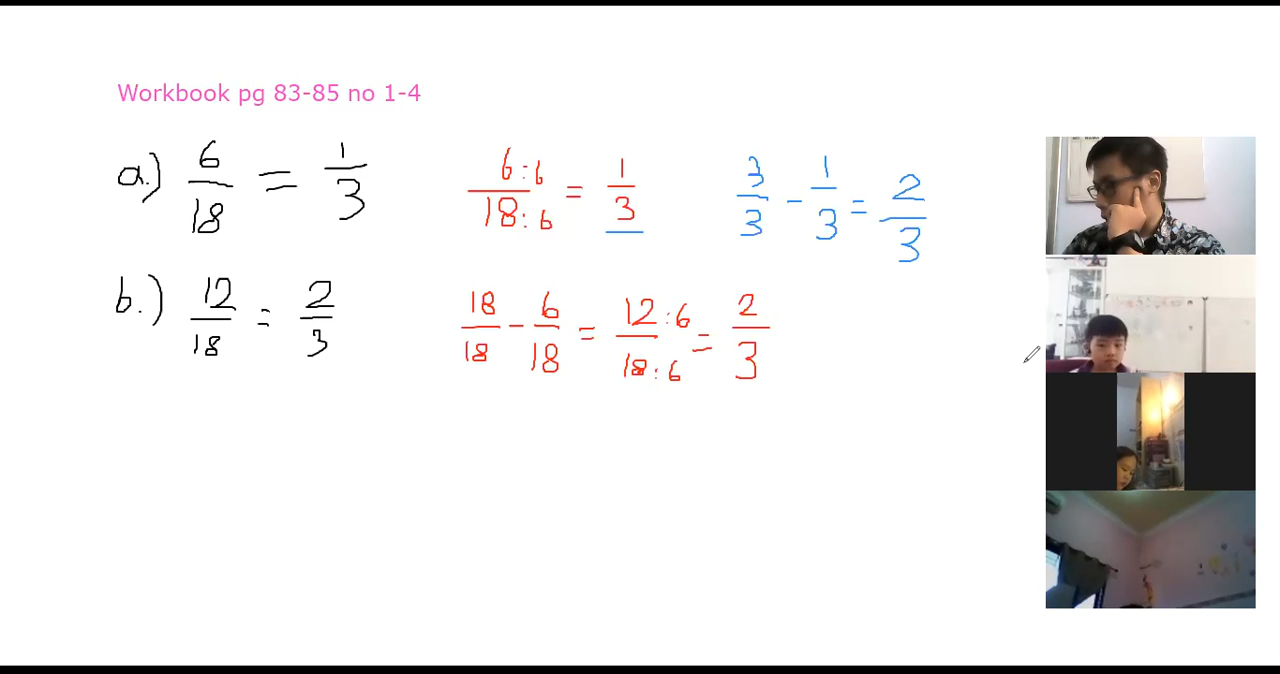 Workbook pg 83-85 no 1-4
a.) 6/18 = 1/3
6:6/18:6 = 1/3
3/3 - 1/3 = 2/3
b.) 12/18 = 2/3
18/18 - 6/18 = 12:6/18:6 = 2/3